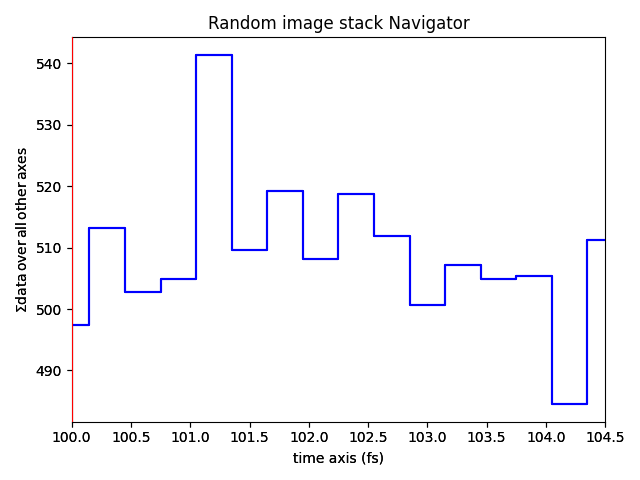 Random image stack Navigator
540
530
520
510
500
490
Σdata over all other axes
100.0 100.5 101.0 101.5 102.0 102.5 103.0 103.5 104.0 104.5
time axis (fs)